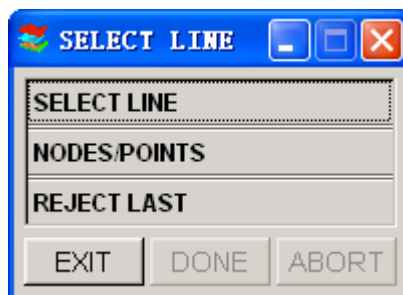 SELECT LINE
SELECT LINE
NODES/POINTS
REJECT LAST
EXIT DONE ABORT